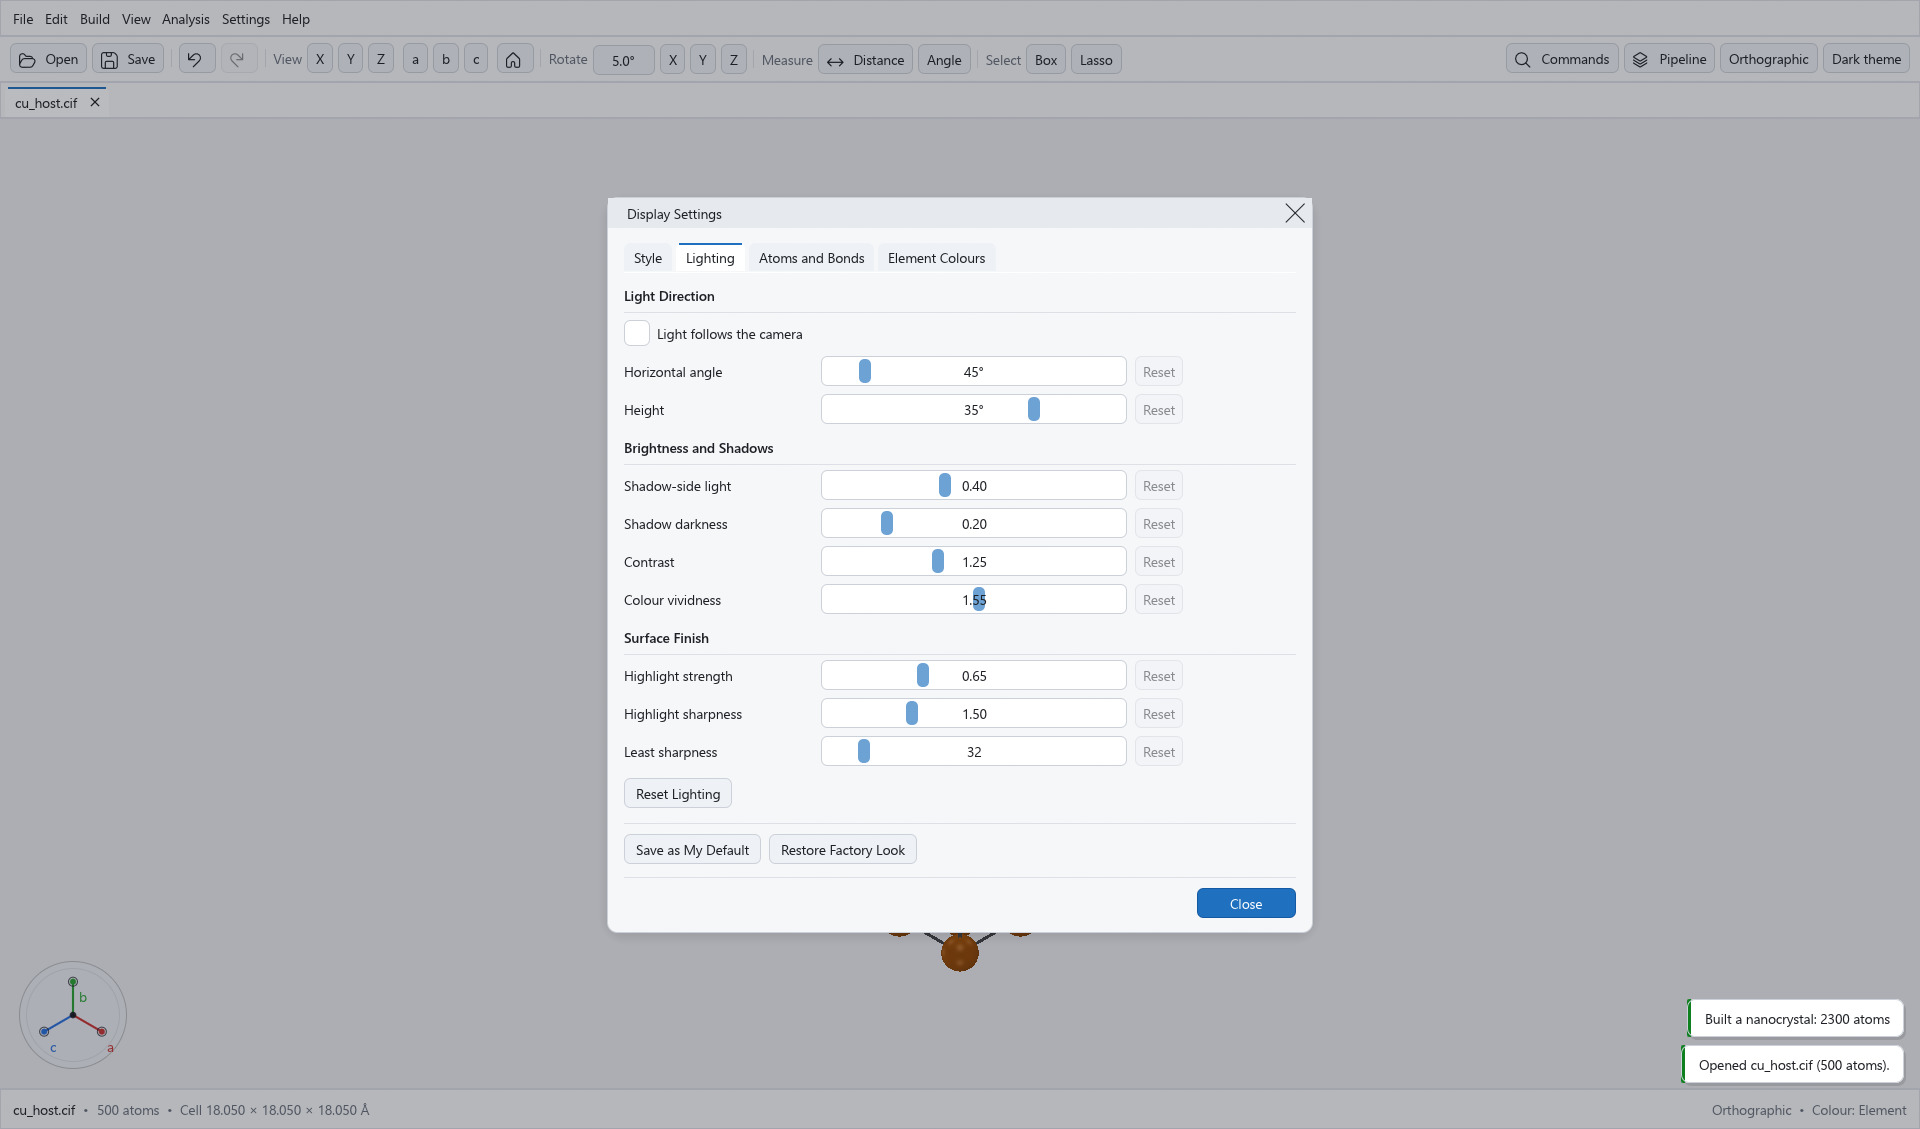 File Edit Build View Analysis Settings Help
Open Save View X Y Z a b c Rotate 5.0° X Y Z Measure Distance Angle Select Box Lasso Commands Pipeline Orthographic Dark theme
cu_host.cif
Display Settings
Style Lighting Atoms and Bonds Element Colours
Light Direction
Light follows the camera
Horizontal angle 45° Reset
Height 35° Reset
Brightness and Shadows
Shadow-side light 0.40 Reset
Shadow darkness 0.20 Reset
Contrast 1.25 Reset
Colour vividness 1.55 Reset
Surface Finish
Highlight strength 0.65 Reset
Highlight sharpness 1.50 Reset
Least sharpness 32 Reset
Reset Lighting
Save as My Default Restore Factory Look
Close
b
c a
Built a nanocrystal: 2300 atoms
Opened cu_host.cif (500 atoms).
cu_host.cif • 500 atoms • Cell 18.050 × 18.050 × 18.050 Å Orthographic • Colour: Element